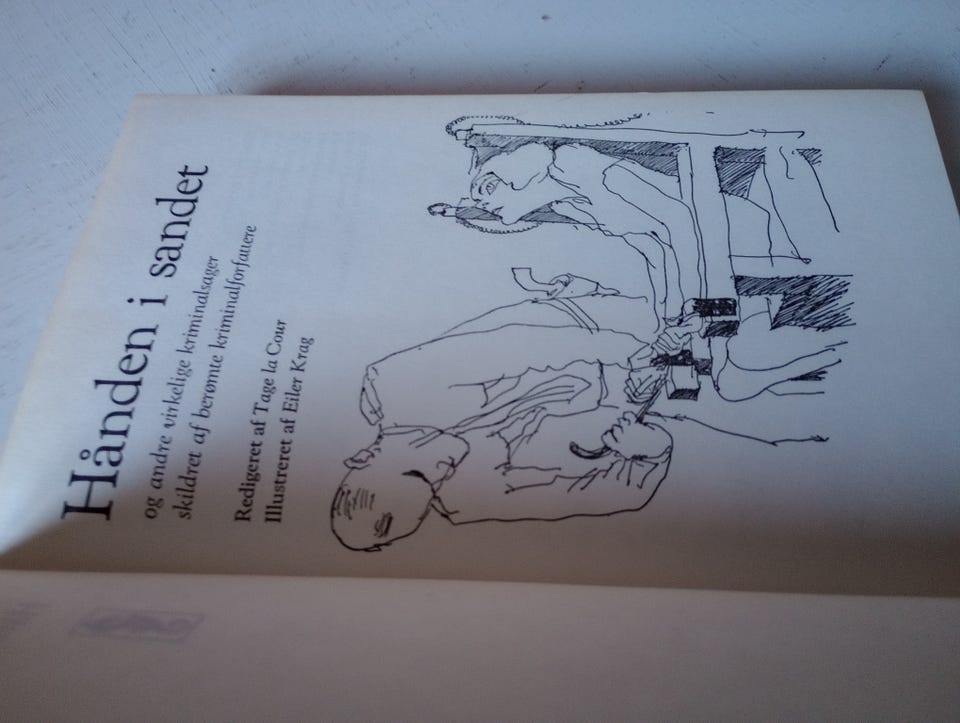 Hånden i sandet
og andre virkelige kriminalsager
skildret af berømte kriminalforfattere
Redigeret af Tage la Cour
Illustreret af Eiler Krag